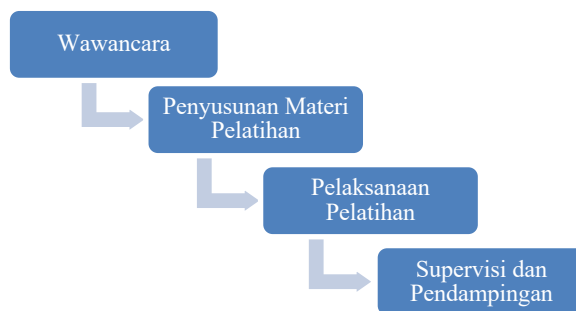 Wawancara
Penyusunan Materi
Pelatihan
Pelaksanaan
Pelatihan
Supervisi dan
Pendampingan